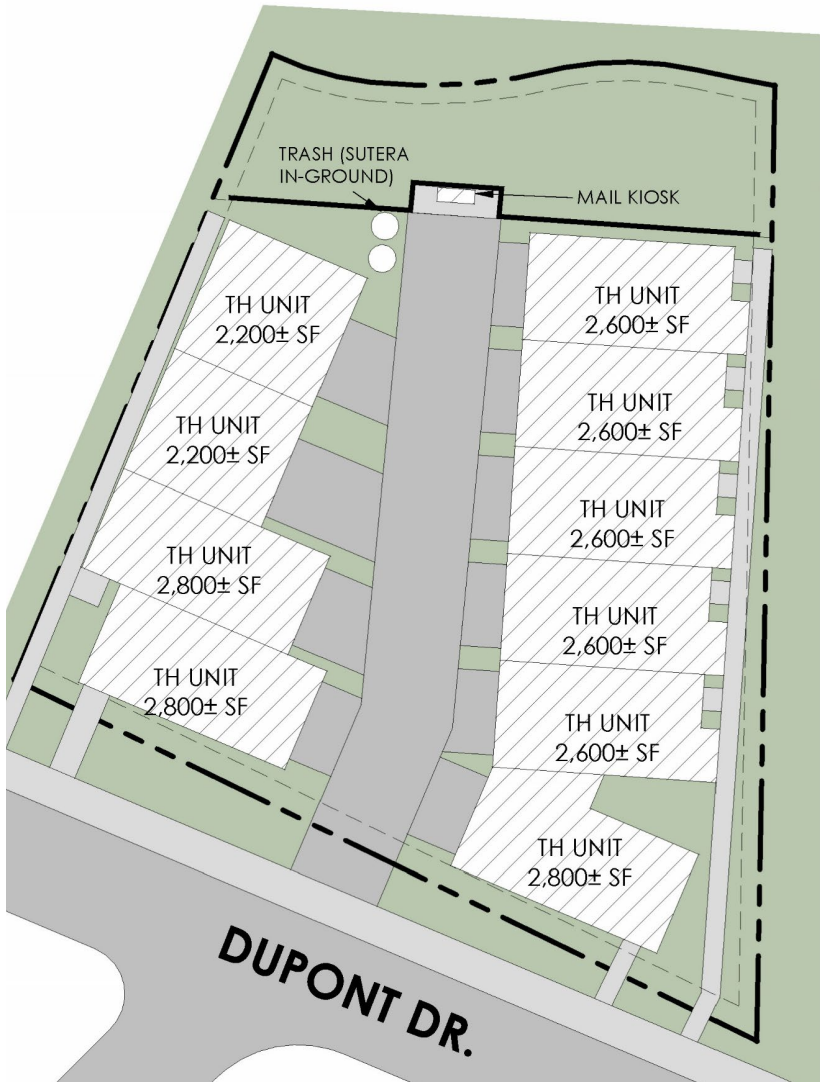 TRASH (SUTERA
IN-GROUND)
MAIL KIOSK
TH UNIT
2,200± SF
TH UNIT
2,200± SF
TH UNIT
2,800± SF
TH UNIT
2,800± SF
TH UNIT
2,600± SF
TH UNIT
2,600± SF
TH UNIT
2,600± SF
TH UNIT
2,600± SF
TH UNIT
2,600± SF
TH UNIT
2,800± SF
DUPONT DR.